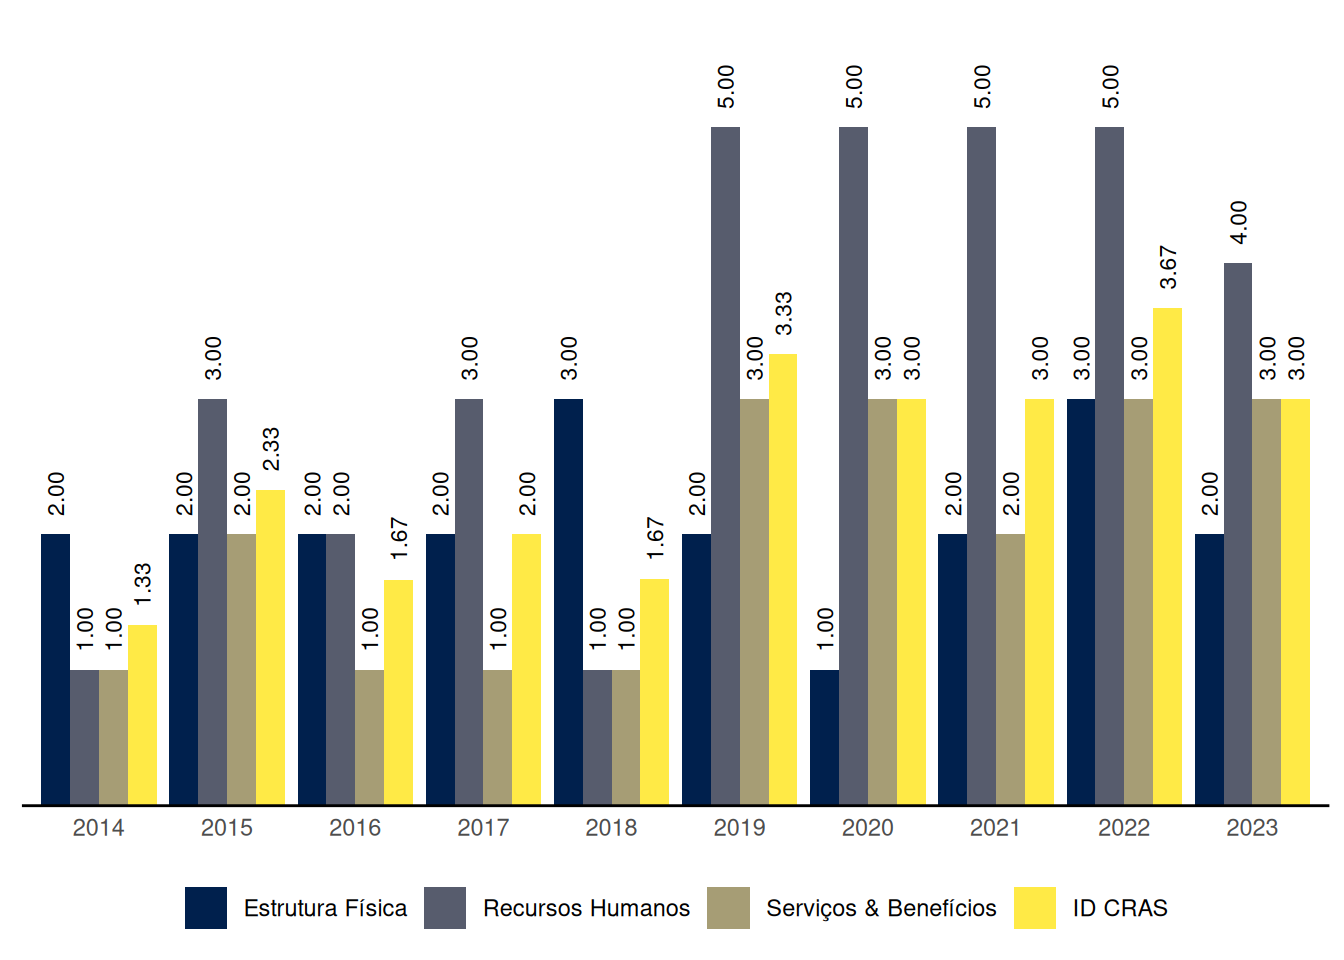 5.00 5.00 5.00 5.00
4.00
3.67
3.33
3.00 3.00 3.00 3.00 3.00 3.00 3.00 3.00 3.00 3.00 3.00
2.33
2.00 2.00 2.00 2.00 2.00 2.00 2.00 2.00 2.00 2.00 2.00
1.67 1.67
1.33
1.00 1.00 1.00 1.00 1.00 1.00 1.00
2014 2015 2016 2017 2018 2019 2020 2021 2022 2023
Estrutura Física Recursos Humanos Serviços & Benefícios ID CRAS